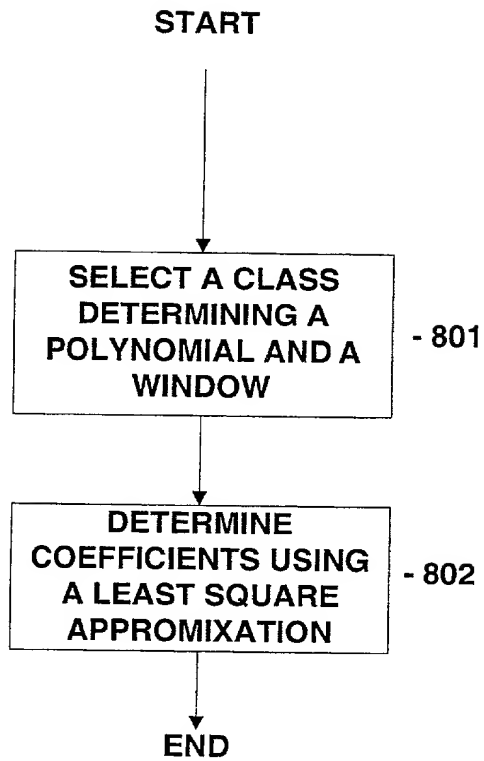 START
SELECT A CLASS
DETERMINING A
POLYNOMIAL AND A
WINDOW
- 801
DETERMINE
COEFFICIENTS USING
A LEAST SQUARE
APPROMIXATION
- 802
END